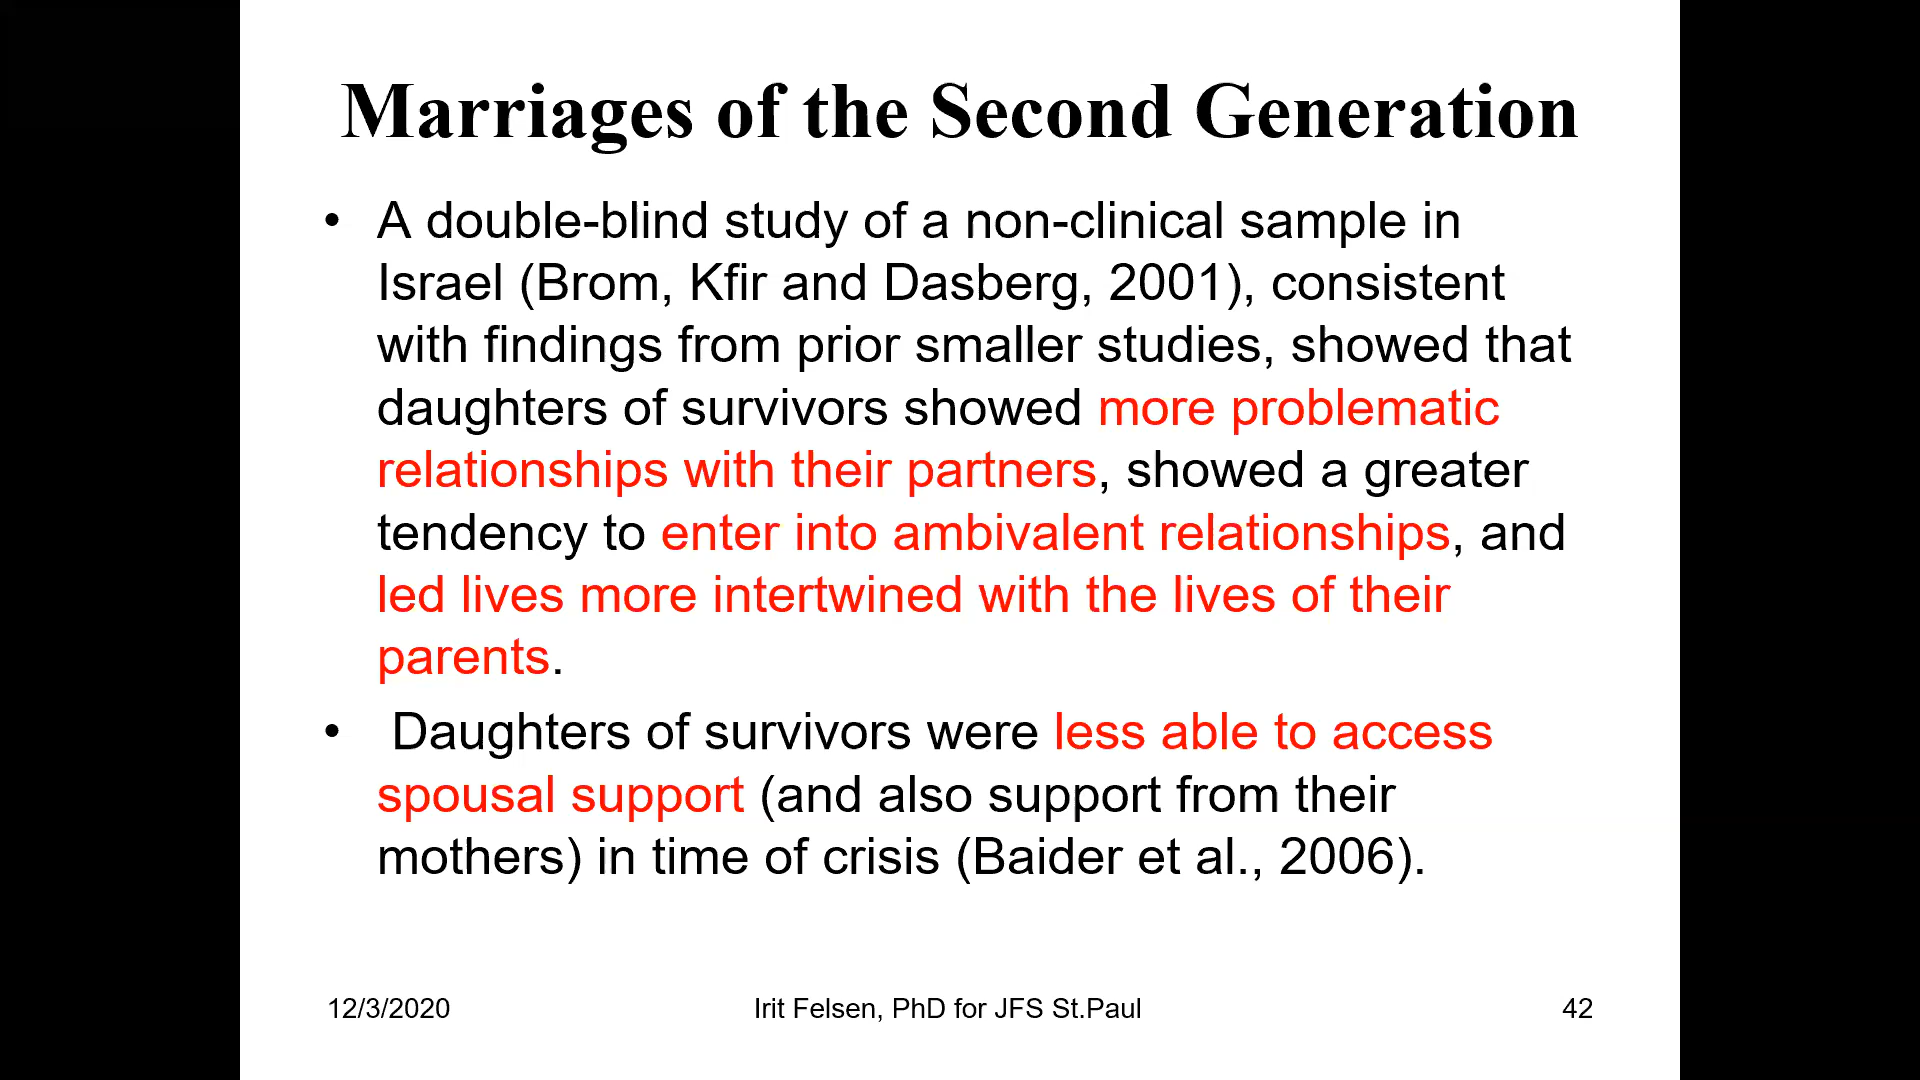 Marriages of the Second Generation
• A double-blind study of a non-clinical sample in
Israel (Brom, Kfir and Dasberg, 2001), consistent
with findings from prior smaller studies, showed that
daughters of survivors showed more problematic
relationships with their partners, showed a greater
tendency to enter into ambivalent relationships, and
led lives more intertwined with the lives of their
parents.
• Daughters of survivors were less able to access
spousal support (and also support from their
mothers) in time of crisis (Baider et al., 2006).
12/3/2020
Irit Felsen, PhD for JFS St.Paul
42